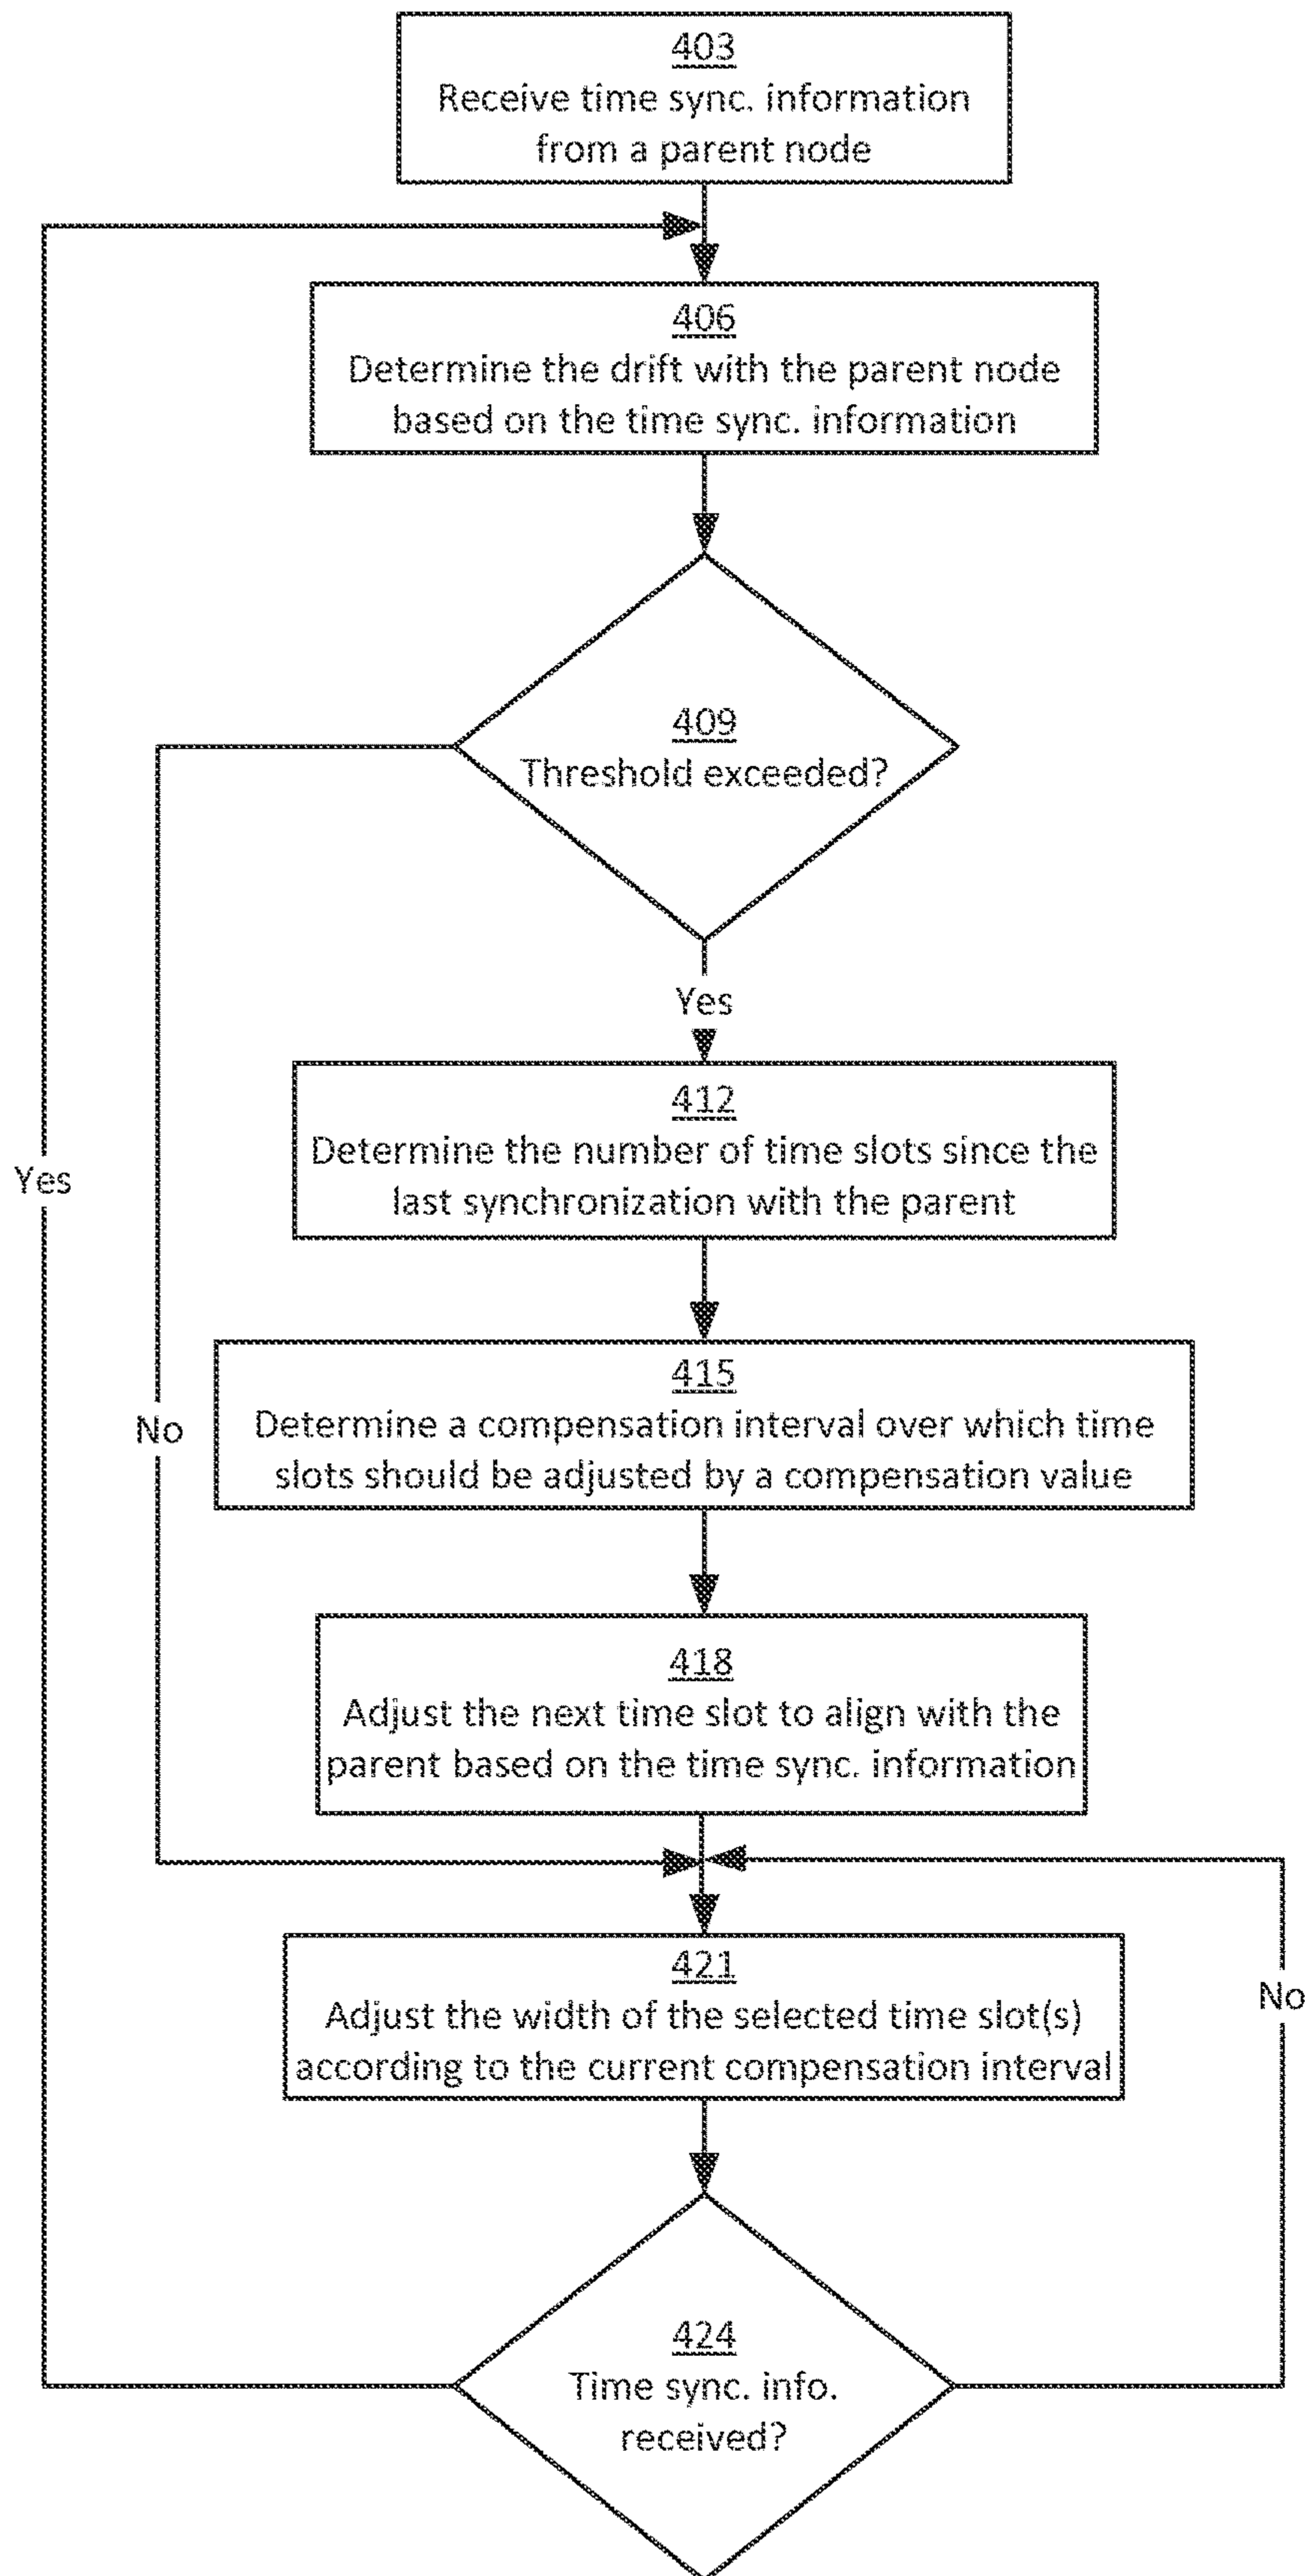 403
Receive time sync. information
from a parent node
406
Determine the drift with the parent node
based on the time sync. information
409
Threshold exceeded?
Yes
412
Determine the number of time slots since the
last synchronization with the parent
Yes
415
Determine a compensation interval over which time
slots should be adjusted by a compensation value
No
418
Adjust the next time slot to align with the
parent based on the time sync. information
421
Adjust the width of the selected time slot(s)
according to the current compensation interval
No
424
Time sync. info.
received?